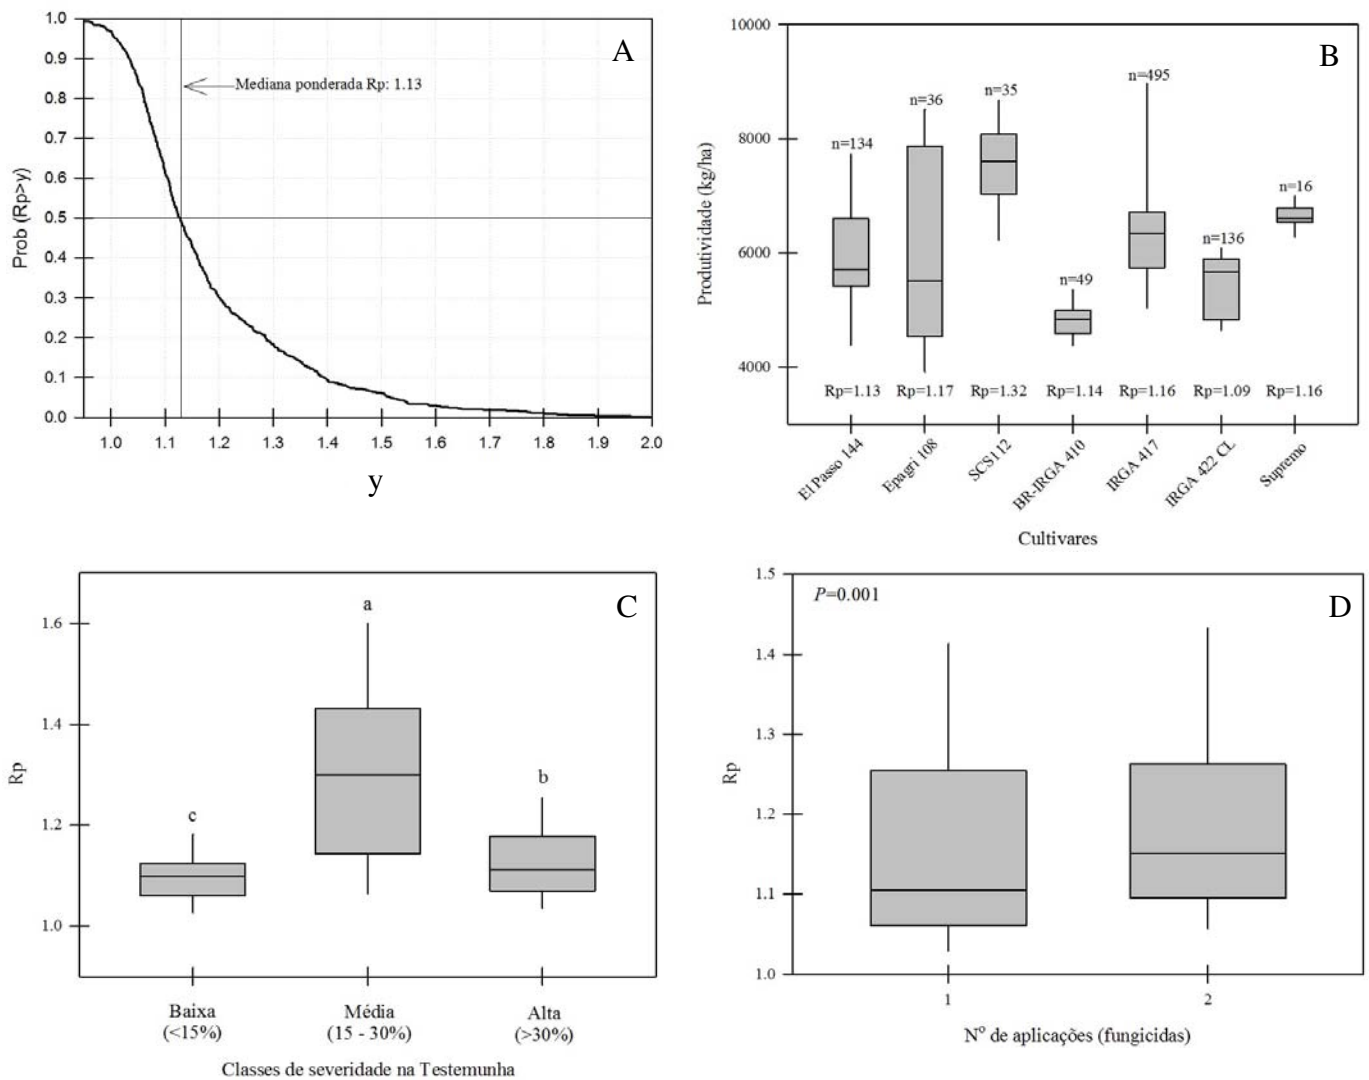 A
Mediana ponderada Rp: 1.13
Prob (Rp>y)
1.0
0.9
0.8
0.7
0.6
0.5
0.4
0.3
0.2
0.1
0.0
1.0 1.1 1.2 1.3 1.4 1.5 1.6 1.7 1.8 1.9 2.0
y
B
Produtividade (kg/ha)
10000
8000
6000
4000
n=134 n=36 n=35 n=49 n=495 n=136 n=16
Rp=1.13 Rp=1.17 Rp=1.32 Rp=1.14 Rp=1.16 Rp=1.09 Rp=1.16
El Passo 144 Epagri 108 SCS112 BR-IRGA 410 IRGA 417 IRGA 422 CL Supremo
Cultivares
C
Rp
1.6
1.4
1.2
1.0
c a b
Baixa Média Alta
(<15%) (15 - 30%) (>30%)
Classes de severidade na Testemunha
D
P=0.001
Rp
1.5
1.4
1.3
1.2
1.1
1.0
1 2
Nº de aplicações (fungicidas)